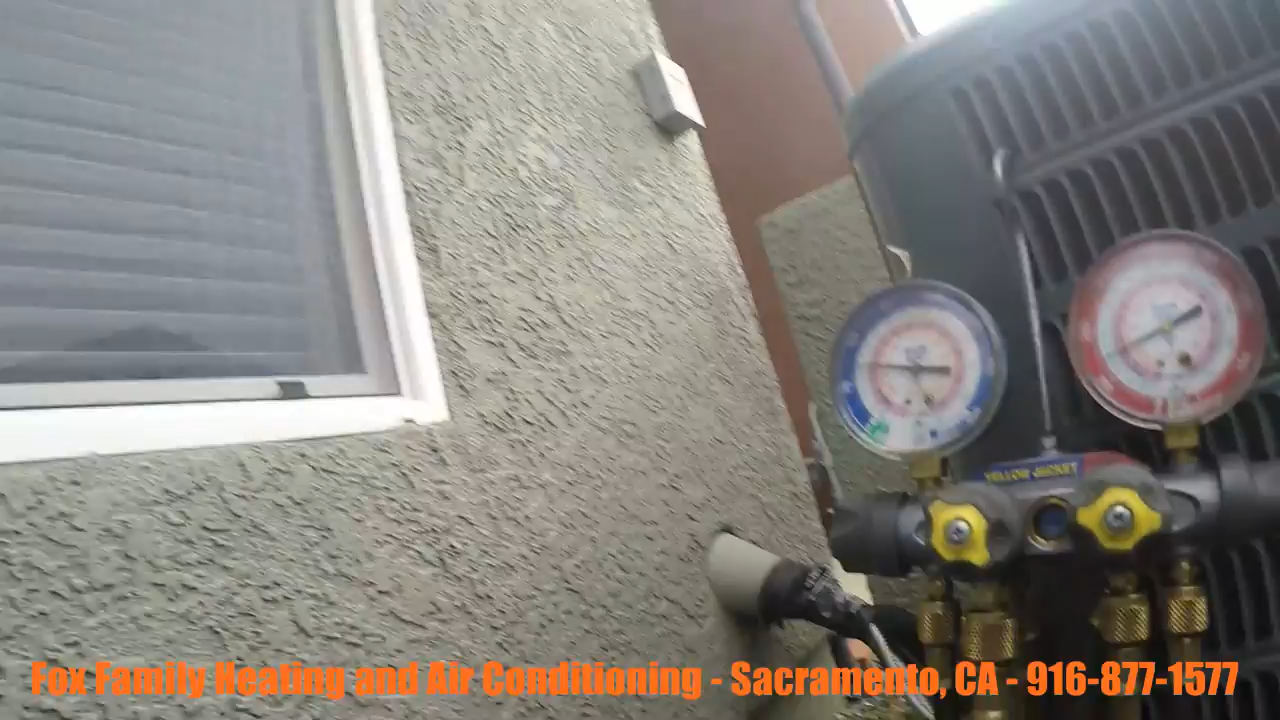 YELLOW JACKET
Fox Family Heating and Air Conditioning - Sacramento, CA - 916-877-1577